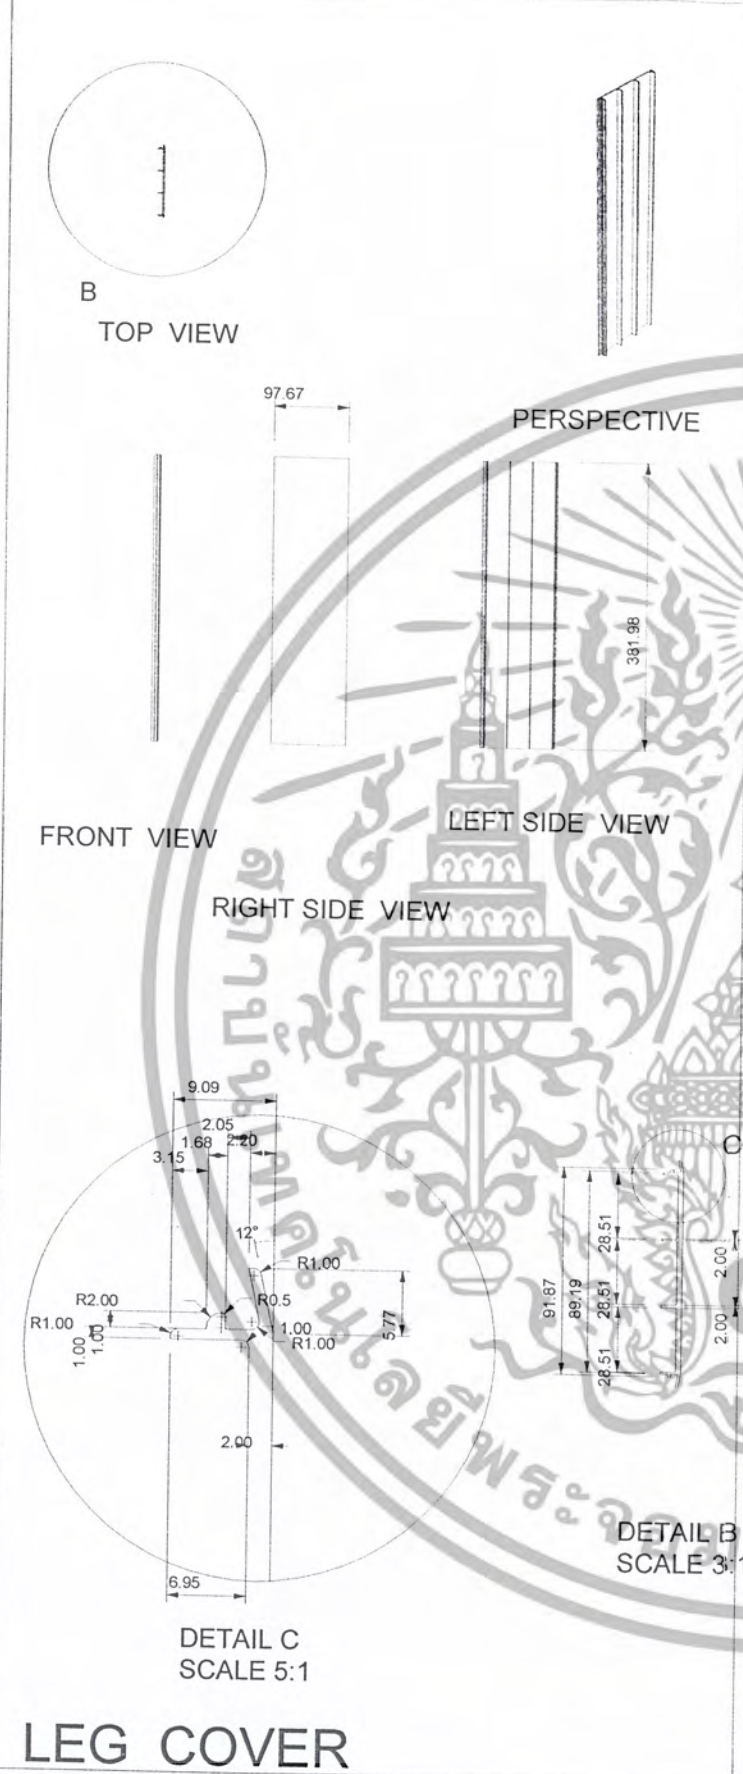 B
TOP VIEW
PERSPECTIVE
97.67
381.98
FRONT VIEW
LEFT SIDE VIEW
RIGHT SIDE VIEW
9.09
2.05
1.68
2.20
3.15
12°
R1.00
R2.00
R0.5
R1.00
1.00
R1.00
5.77
1.00
1.00
2.00
6.95
C
28.51
2.00
91.87
89.19
28.51
2.00
28.51
DETAIL B
SCALE 3:1
DETAIL C
SCALE 5:1
LEG COVER